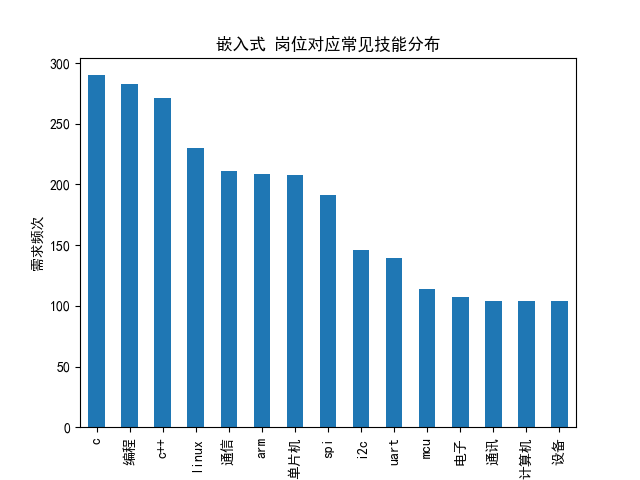 嵌入式 岗位对应常见技能分布
300
250
200
150
100
50
0
需求频次
c
编程
c++
linux
通信
arm
单片机
spi
i2c
uart
mcu
电子
通讯
计算机
设备